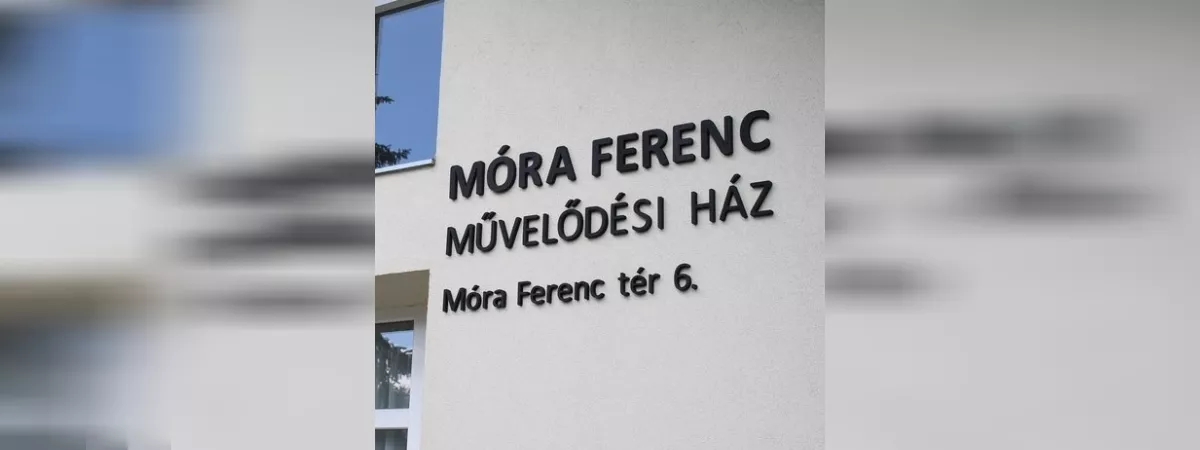 MÓRA FERENC
MŰVELŐDÉSI HÁZ
Móra Ferenc tér 6.